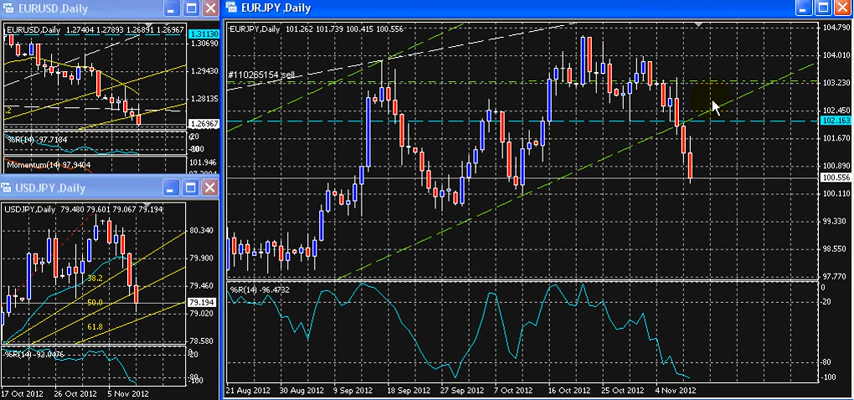 EURUSD,Daily
EURUSD,Daily 1.27404 1.27893 1.26891 1.26967
1.31130
1.30690
1.29430
1.28135
1.26967
%R(14) -97.7184
Momenum(14) 97.9404
101.946
USDJPY,Daily
USDJPY,Daily 79.480 79.601 79.067 79.194
80.340
79.900
79.460
79.194
79.020
78.580
38.2
50.0
61.8
%R(14) -92.0476
-80
-100
17 Oct 2012 26 Oct 2012 5 Nov 2012
EURJPY,Daily
EURJPY,Daily 101.262 101.739 100.415 100.556
#110265154 sell
104.790
104.010
103.230
102.450
102.163
101.670
100.890
100.556
100.110
99.330
98.550
97.770
%R(14) -96.4732
0
-20
-80
-100
21 Aug 2012 30 Aug 2012 9 Sep 2012 18 Sep 2012 27 Sep 2012 7 Oct 2012 16 Oct 2012 25 Oct 2012 4 Nov 2012